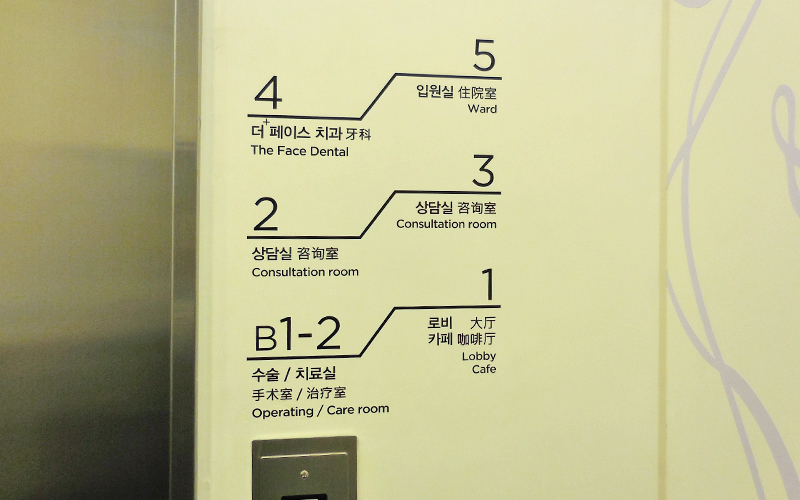 5
입원실 住院室
Ward
4
더+페이스 치과 牙科
The Face Dental
3
상담실 咨询室
Consultation room
2
상담실 咨询室
Consultation room
1
로비 大厅
카페 咖啡厅
Lobby
Cafe
B1-2
수술 / 치료실
手术室 / 治疗室
Operating / Care room